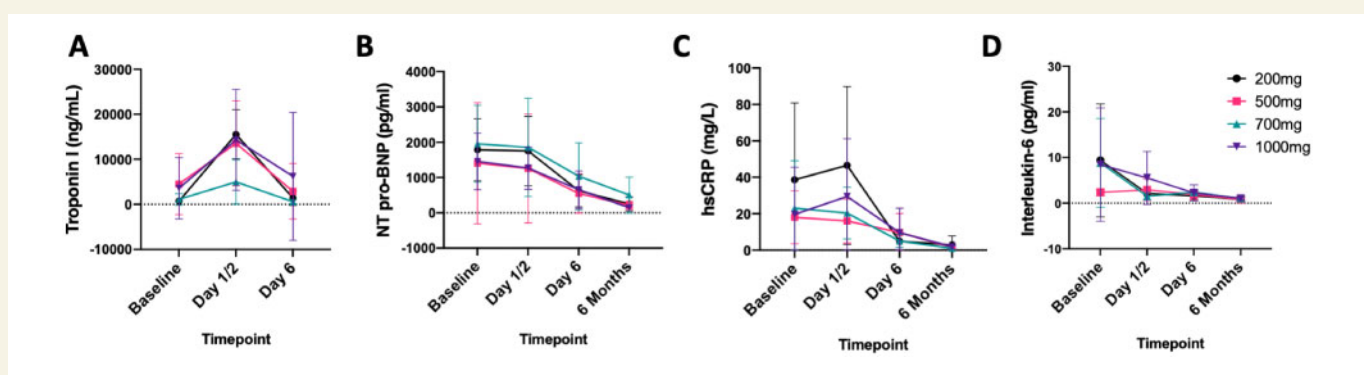 A
Troponin I (ng/mL)
30000
20000
10000
0
-10000
Baseline
Day 1/2
Day 6
Timepoint
B
NT pro-BNP (pg/ml)
4000
3000
2000
1000
0
-1000
Baseline
Day 1/2
Day 6
6 Months
Timepoint
C
hsCRP (mg/L)
100
80
60
40
20
0
Baseline
Day 1/2
Day 6
6 Months
Timepoint
D
Interleukin-6 (pg/ml)
30
20
10
0
-10
Baseline
Day 1/2
Day 6
6 Months
Timepoint
200mg
500mg
700mg
1000mg